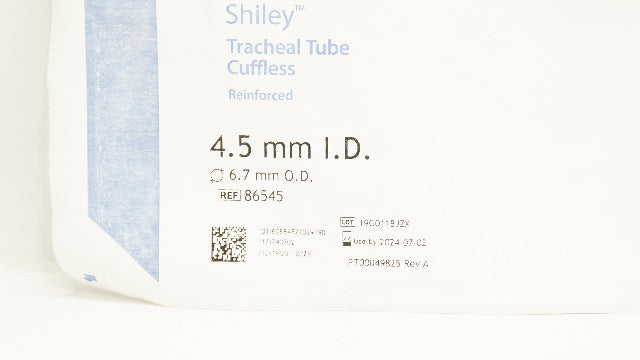 Shiley™
Tracheal Tube
Cuffless
Reinforced
4.5 mm I.D.
6.7 mm O.D.
REF 86545
LOT 19G0118JZX
Use by 2024-07-02
PT00049825 Rev A